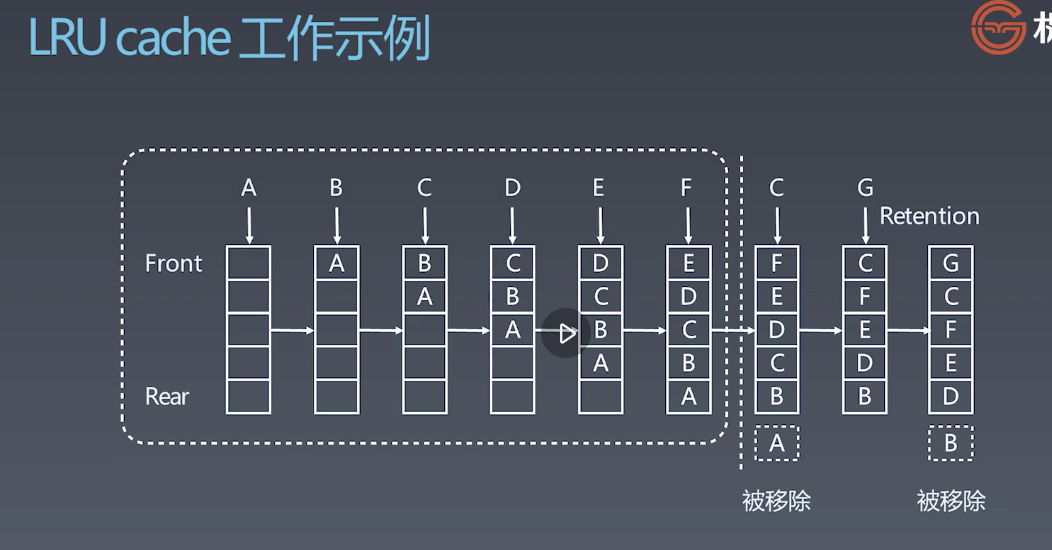 LRU cache 工作示例
A B C D E F C G
Retention
Front A B C D E F C G
A B C D E F C
A B C D E F
A B C D E
Rear A B B D
A B
被移除 被移除